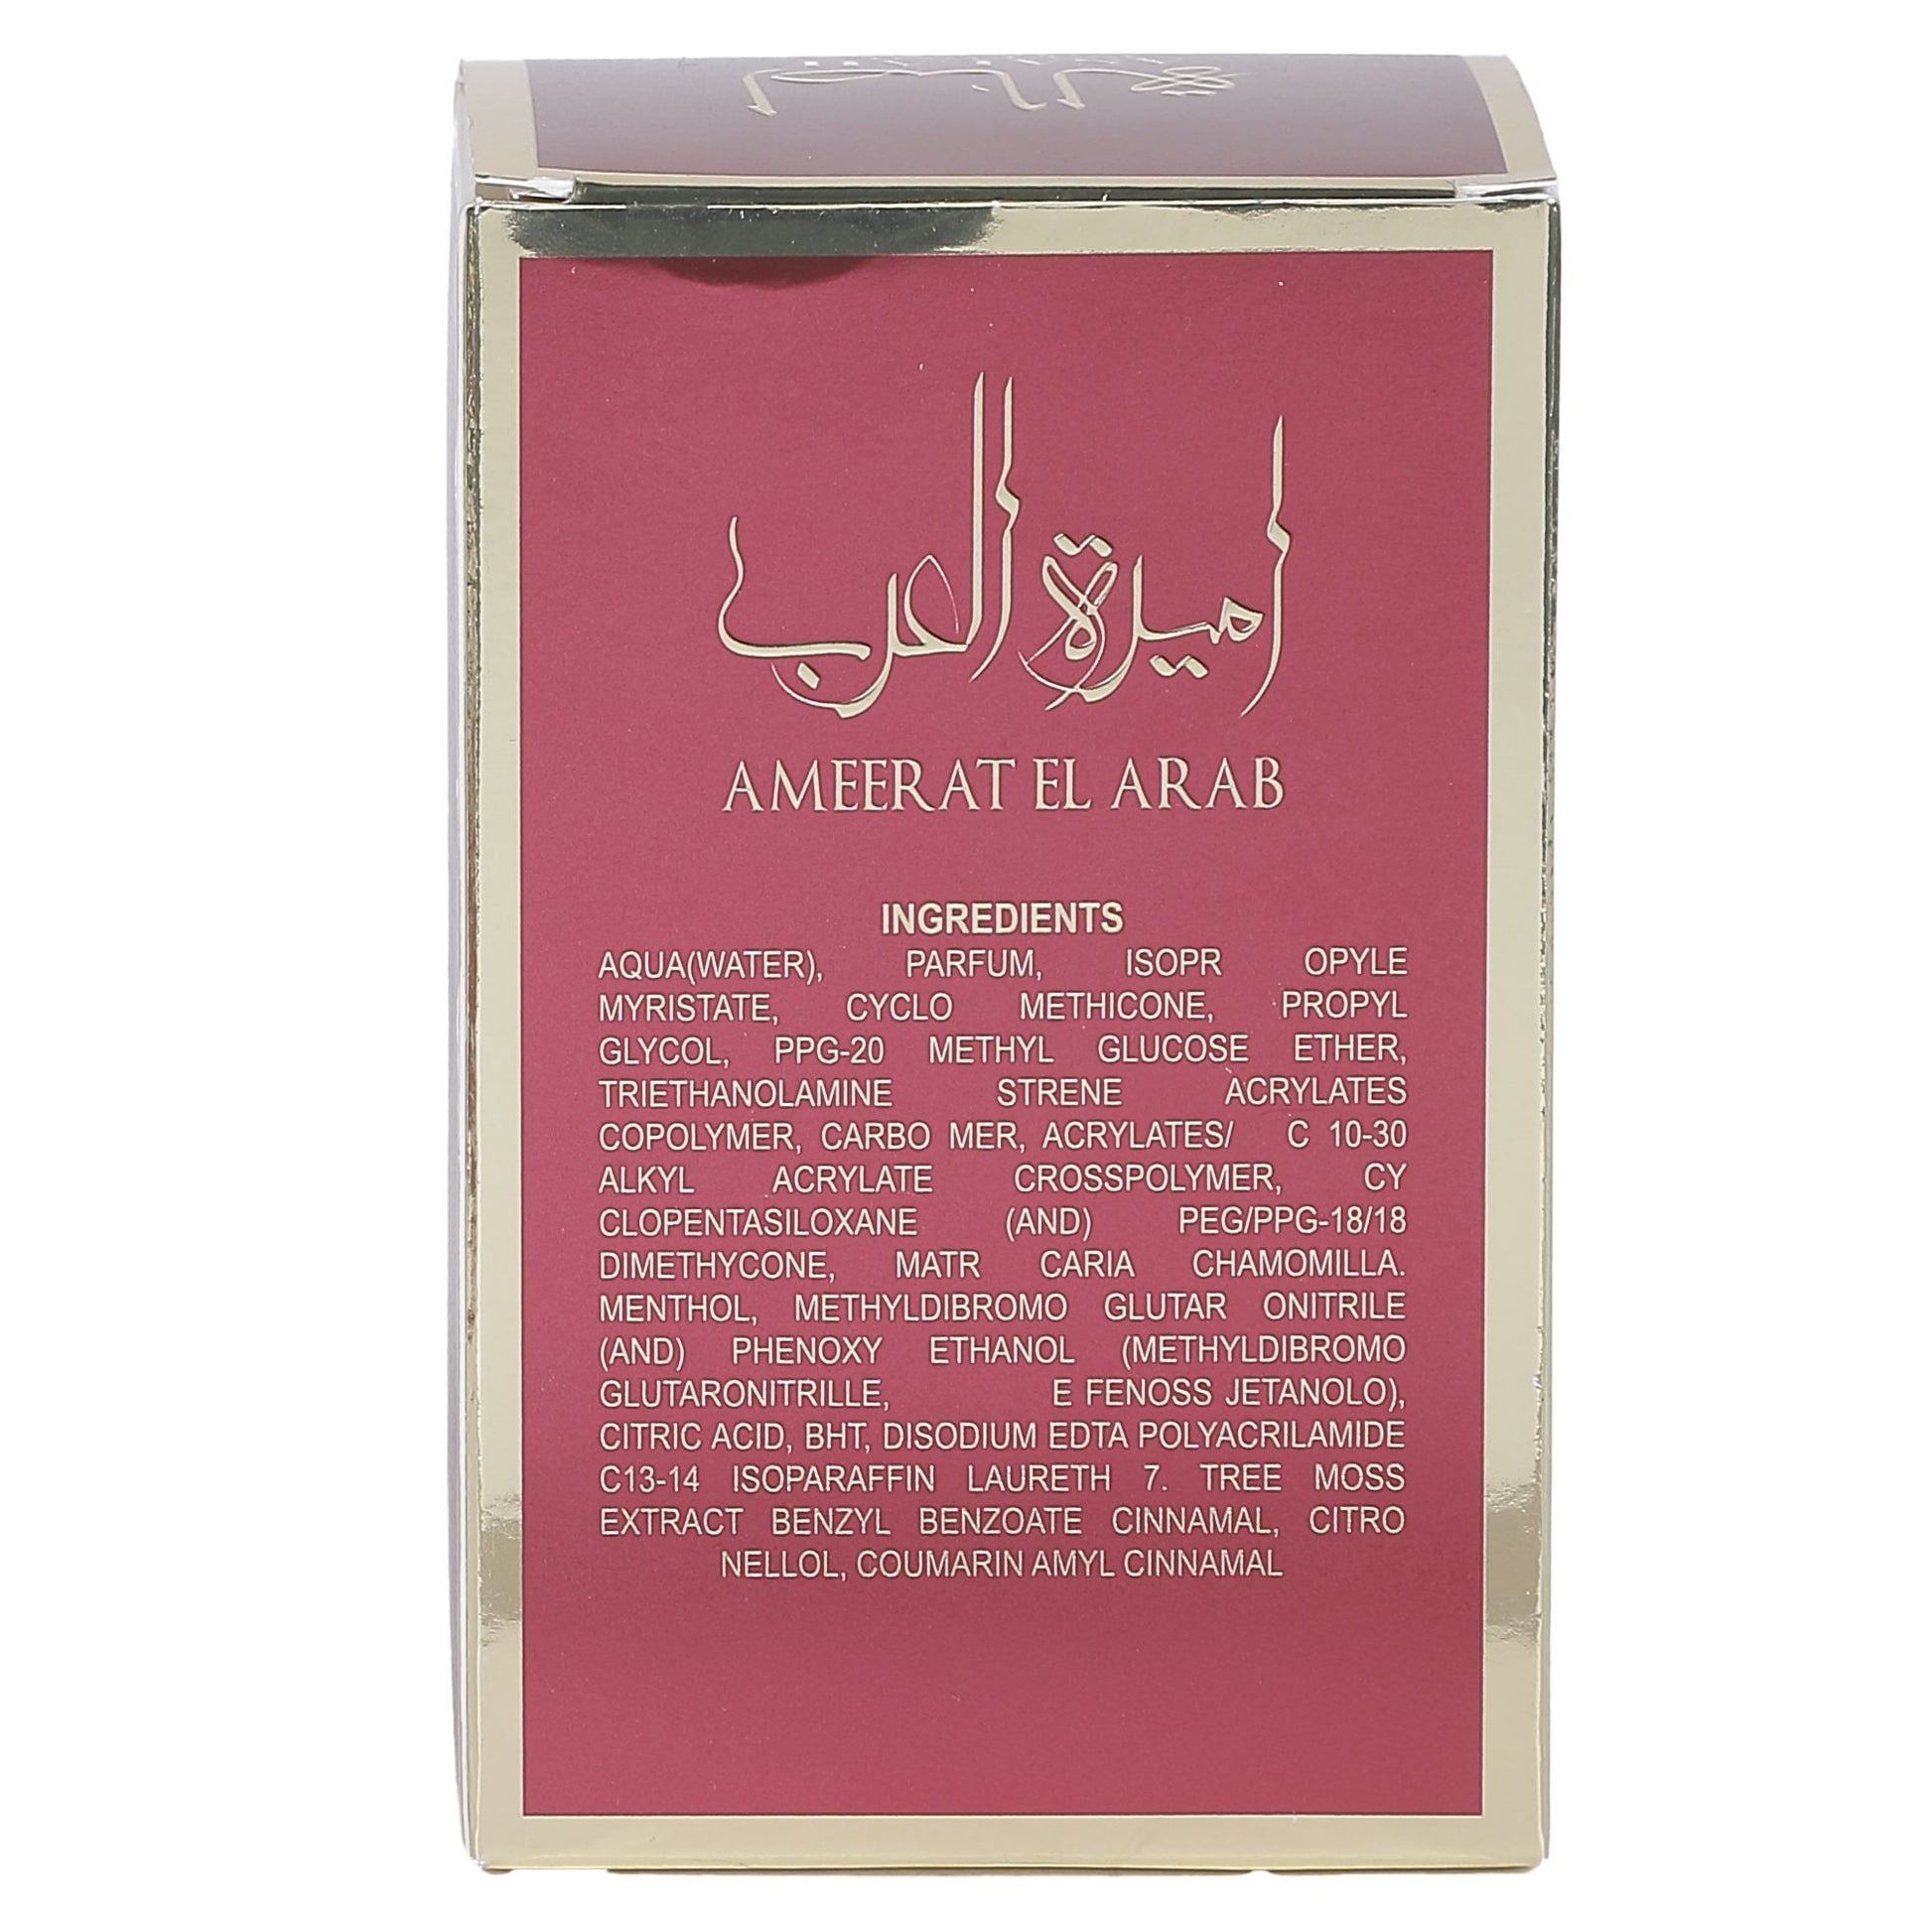 اميرة العرب
AMEERAT EL ARAB
INGREDIENTS
AQUA(WATER), PARFUM, ISOPR OPYLE
MYRISTATE, CYCLO METHICONE, PROPYL
GLYCOL, PPG-20 METHYL GLUCOSE ETHER,
TRIETHANOLAMINE STRENE ACRYLATES
COPOLYMER, CARBO MER, ACRYLATES/ C 10-30
ALKYL ACRYLATE CROSSPOLYMER, CY
CLOPENTASILOXANE (AND) PEG/PPG-18/18
DIMETHYCONE, MATR CARIA CHAMOMILLA.
MENTHOL, METHYLDIBROMO GLUTAR ONITRILE
(AND) PHENOXY ETHANOL (METHYLDIBROMO
GLUTARONITRILLE, E FENOSS JETANOLO),
CITRIC ACID, BHT, DISODIUM EDTA POLYACRILAMIDE
C13-14 ISOPARAFFIN LAURETH 7. TREE MOSS
EXTRACT BENZYL BENZOATE CINNAMAL, CITRO
NELLOL, COUMARIN AMYL CINNAMAL